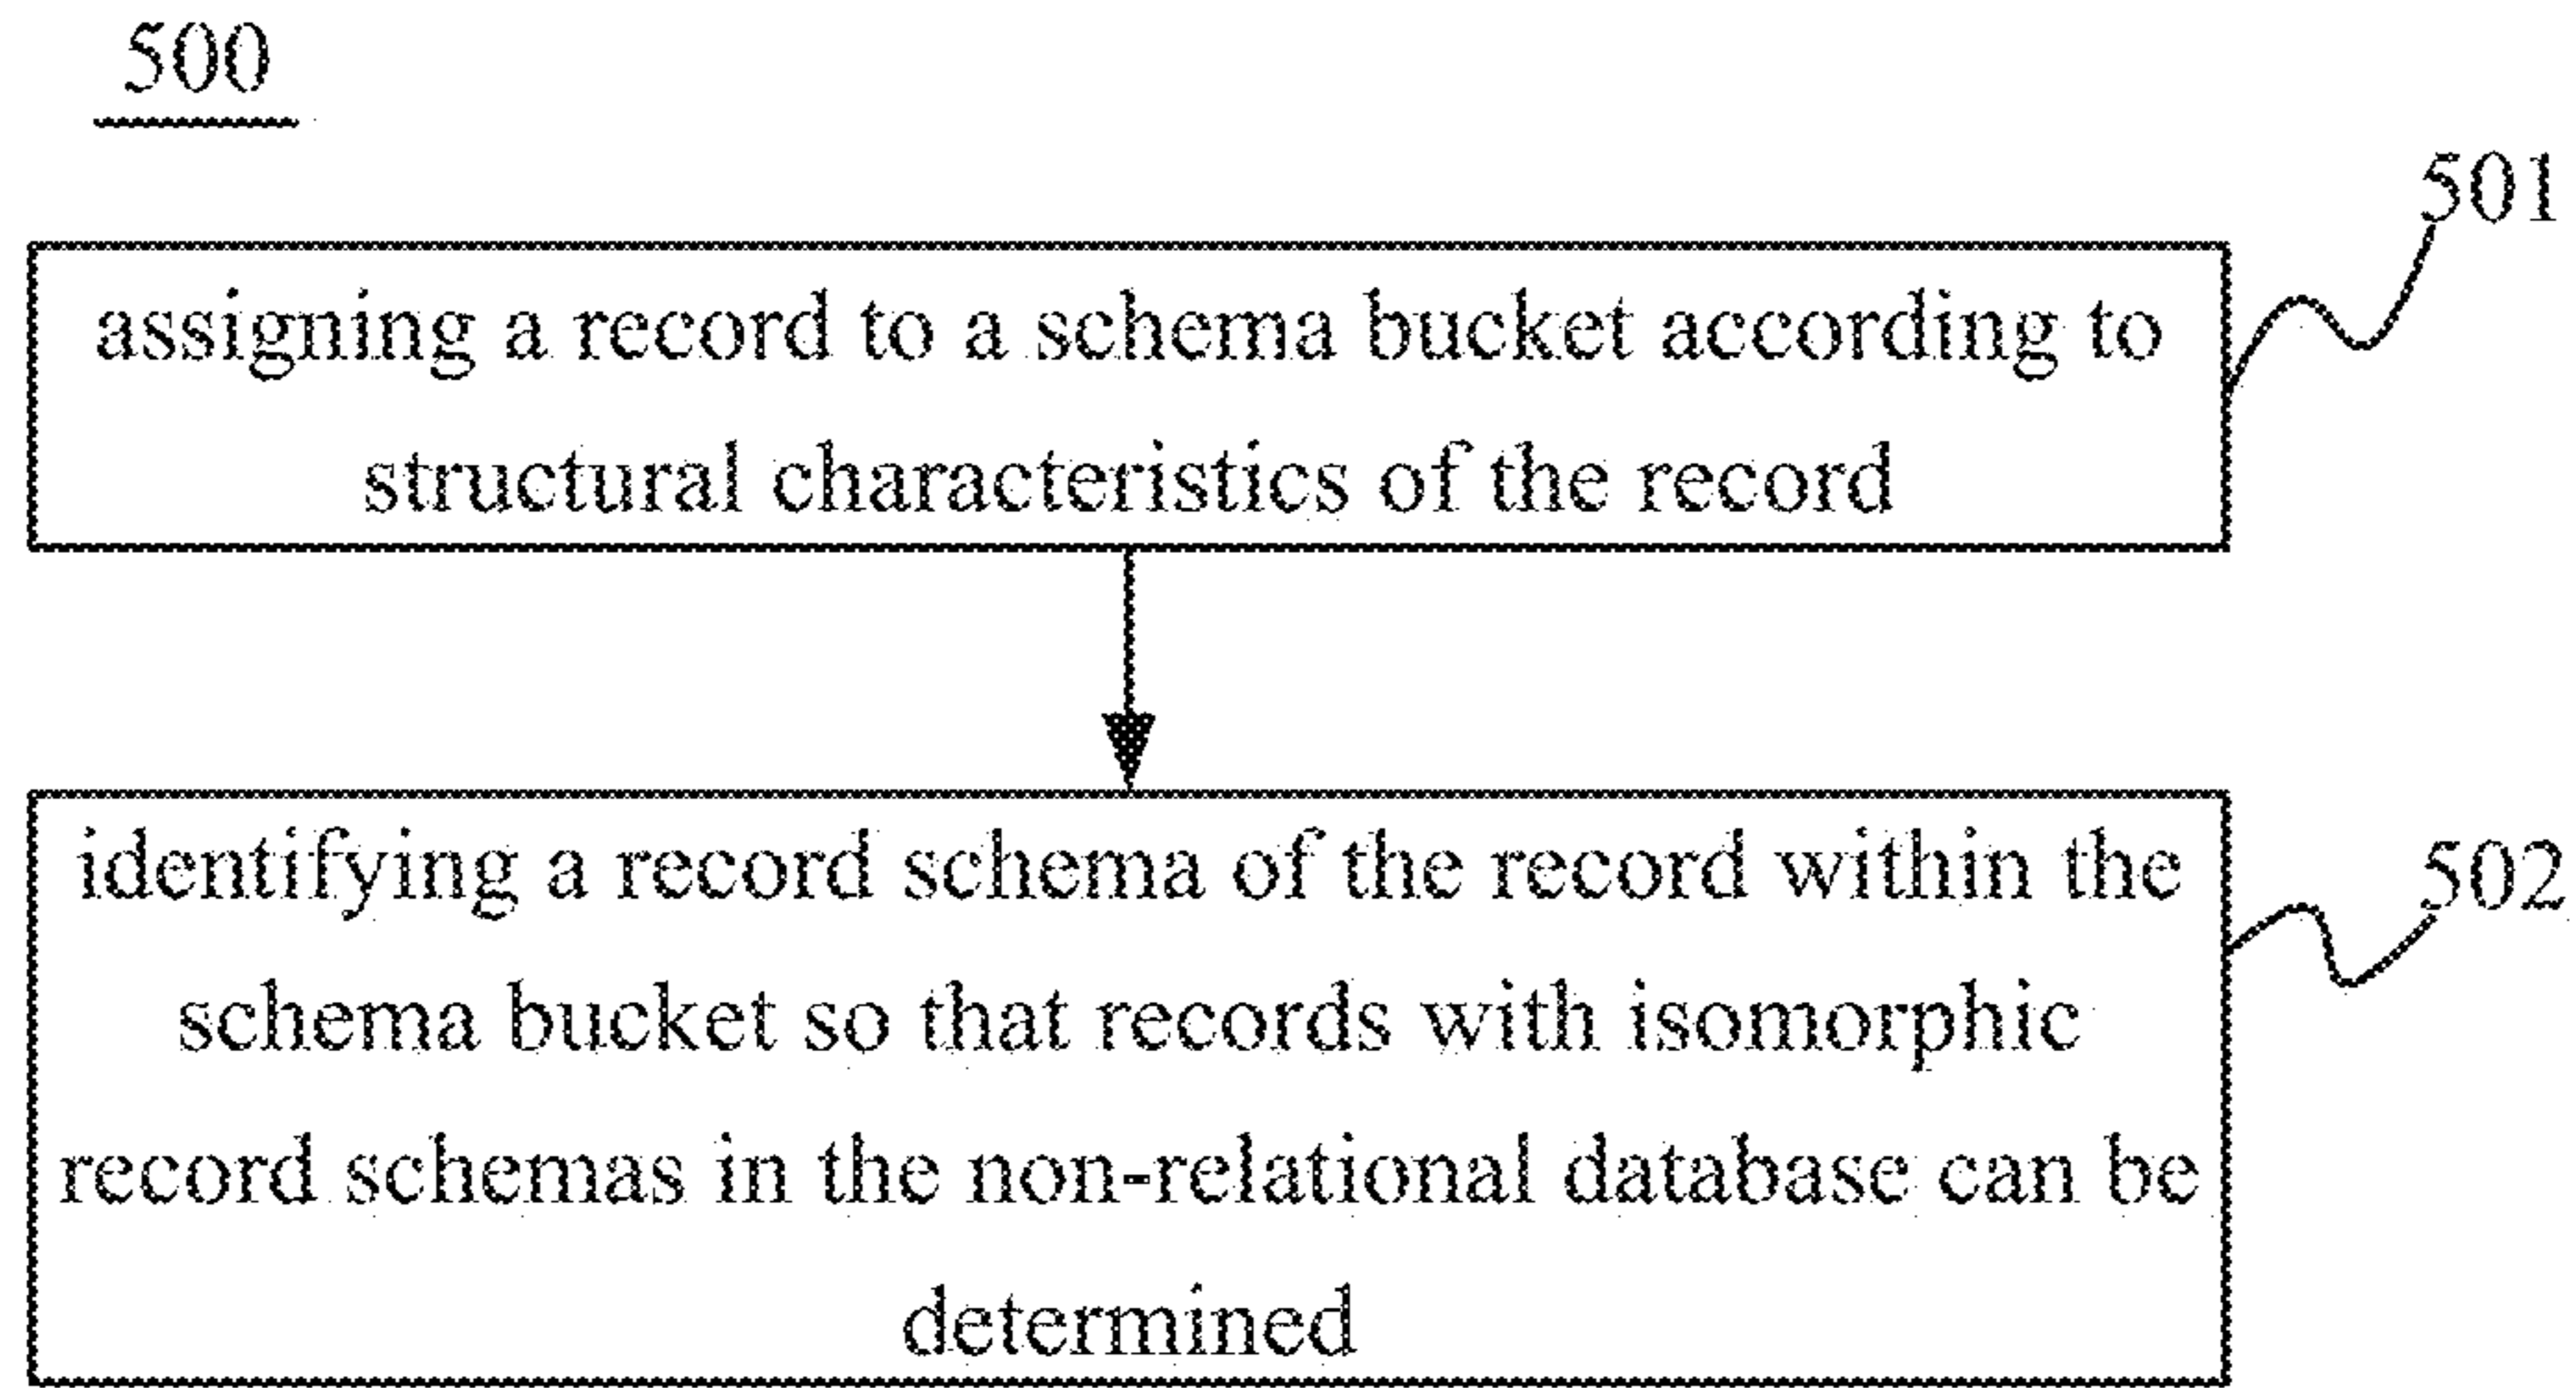 500
501
assigning a record to a schema bucket according to
structural characteristics of the record
502
identifying a record schema of the record within the
schema bucket so that records with isomorphic
record schemas in the non-relational database can be
determined